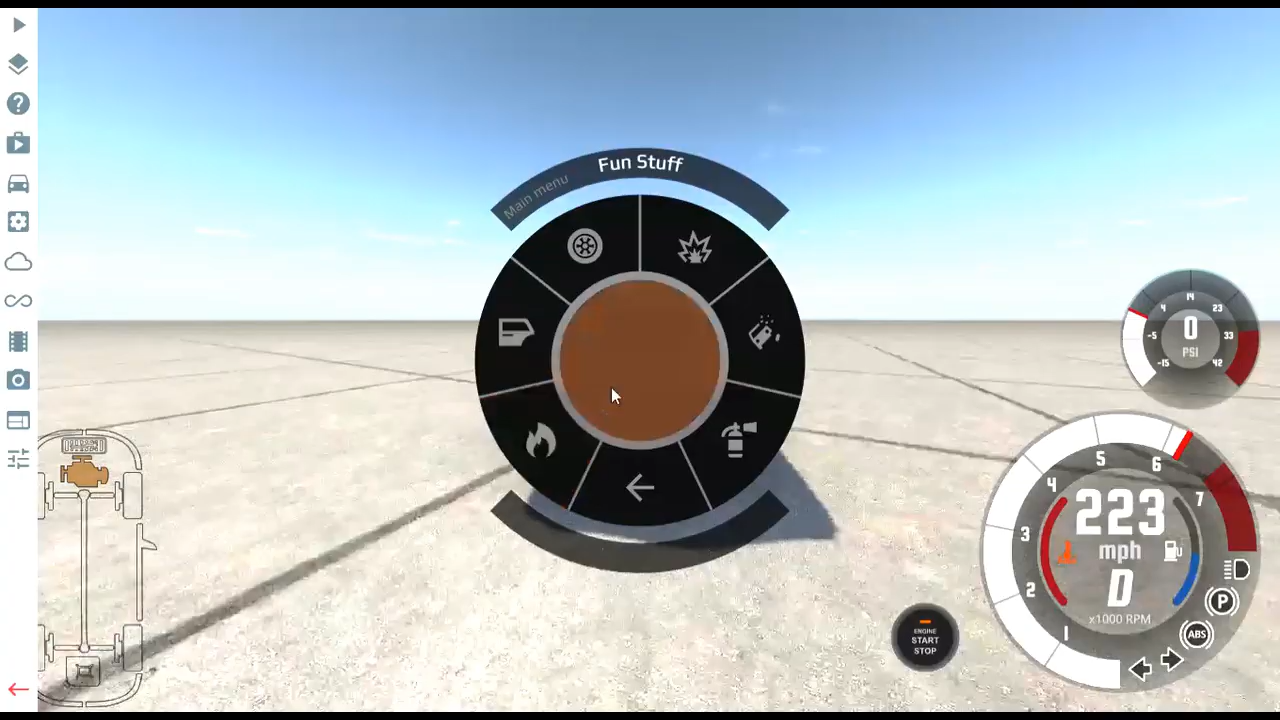 Fun Stuff
Main menu
14
4
23
-5
0
33
PSI
-15
42
5
6
4
7
223
3
mph
D
2
x1000 RPM
P
1
ABS
ENGINE
START
STOP